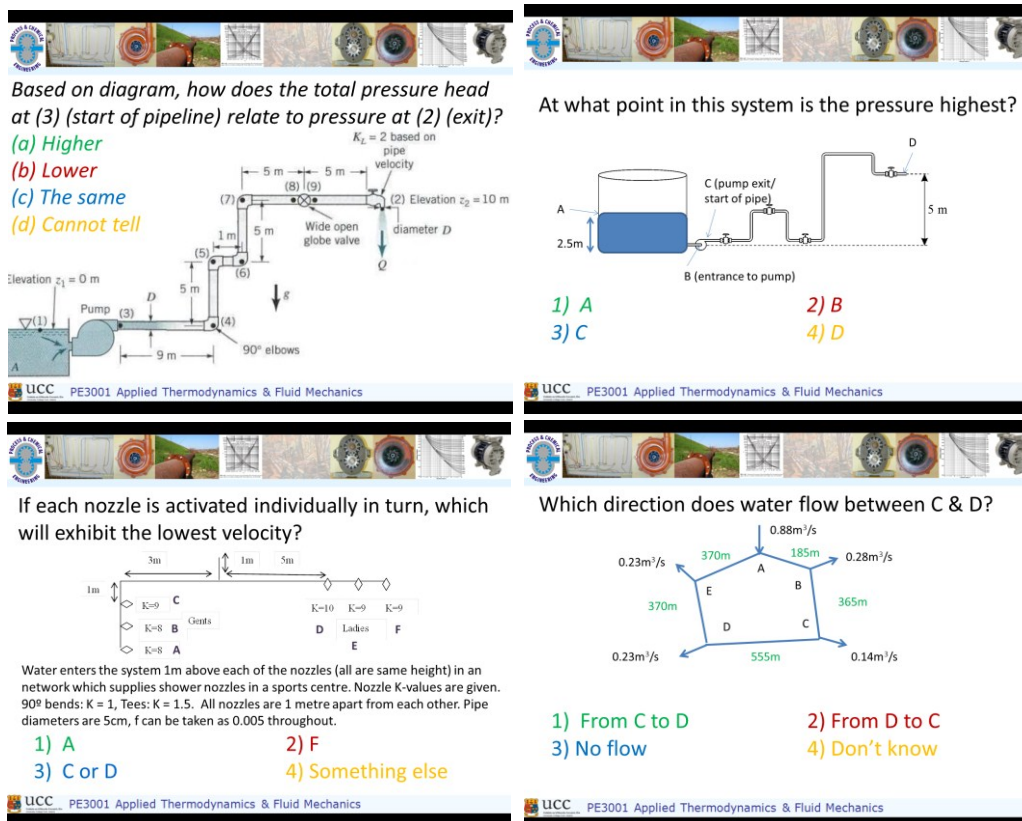 PROCESS & CHEMICAL
ENGINEERING
Based on diagram, how does the total pressure head
at (3) (start of pipeline) relate to pressure at (2) (exit)?
(a) Higher
(b) Lower
(c) The same
(d) Cannot tell
K_L = 2 based on
pipe
velocity
5 m
5 m
(8)
(9)
(7)
(2) Elevation z₂ = 10 m
Wide open
globe valve
diameter D
1 m
5 m
(5)
(6)
Q
Elevation z₁ = 0 m
5 m
g
D
Pump
(3)
(1)
(4)
9 m
90° elbows
A
UCC
PE3001 Applied Thermodynamics & Fluid Mechanics
PROCESS & CHEMICAL
ENGINEERING
At what point in this system is the pressure highest?
D
C (pump exit/
start of pipe)
A
5 m
2.5m
B (entrance to pump)
1) A
2) B
3) C
4) D
UCC
PE3001 Applied Thermodynamics & Fluid Mechanics
PROCESS & CHEMICAL
ENGINEERING
If each nozzle is activated individually in turn, which
will exhibit the lowest velocity?
3m
1m
5m
1m
K=9
C
K=8
B
Gents
K=8
A
K=10
K=9
K=9
D
Ladies
F
E
Water enters the system 1m above each of the nozzles (all are same height) in an
network which supplies shower nozzles in a sports centre. Nozzle K-values are given.
90º bends: K = 1, Tees: K = 1.5. All nozzles are 1 metre apart from each other. Pipe
diameters are 5cm, f can be taken as 0.005 throughout.
1) A
2) F
3) C or D
4) Something else
UCC
PE3001 Applied Thermodynamics & Fluid Mechanics
PROCESS & CHEMICAL
ENGINEERING
Which direction does water flow between C & D?
0.88m³/s
0.23m³/s
370m
185m
0.28m³/s
A
E
B
370m
365m
D
C
0.23m³/s
555m
0.14m³/s
1) From C to D
2) From D to C
3) No flow
4) Don't know
UCC
PE3001 Applied Thermodynamics & Fluid Mechanics